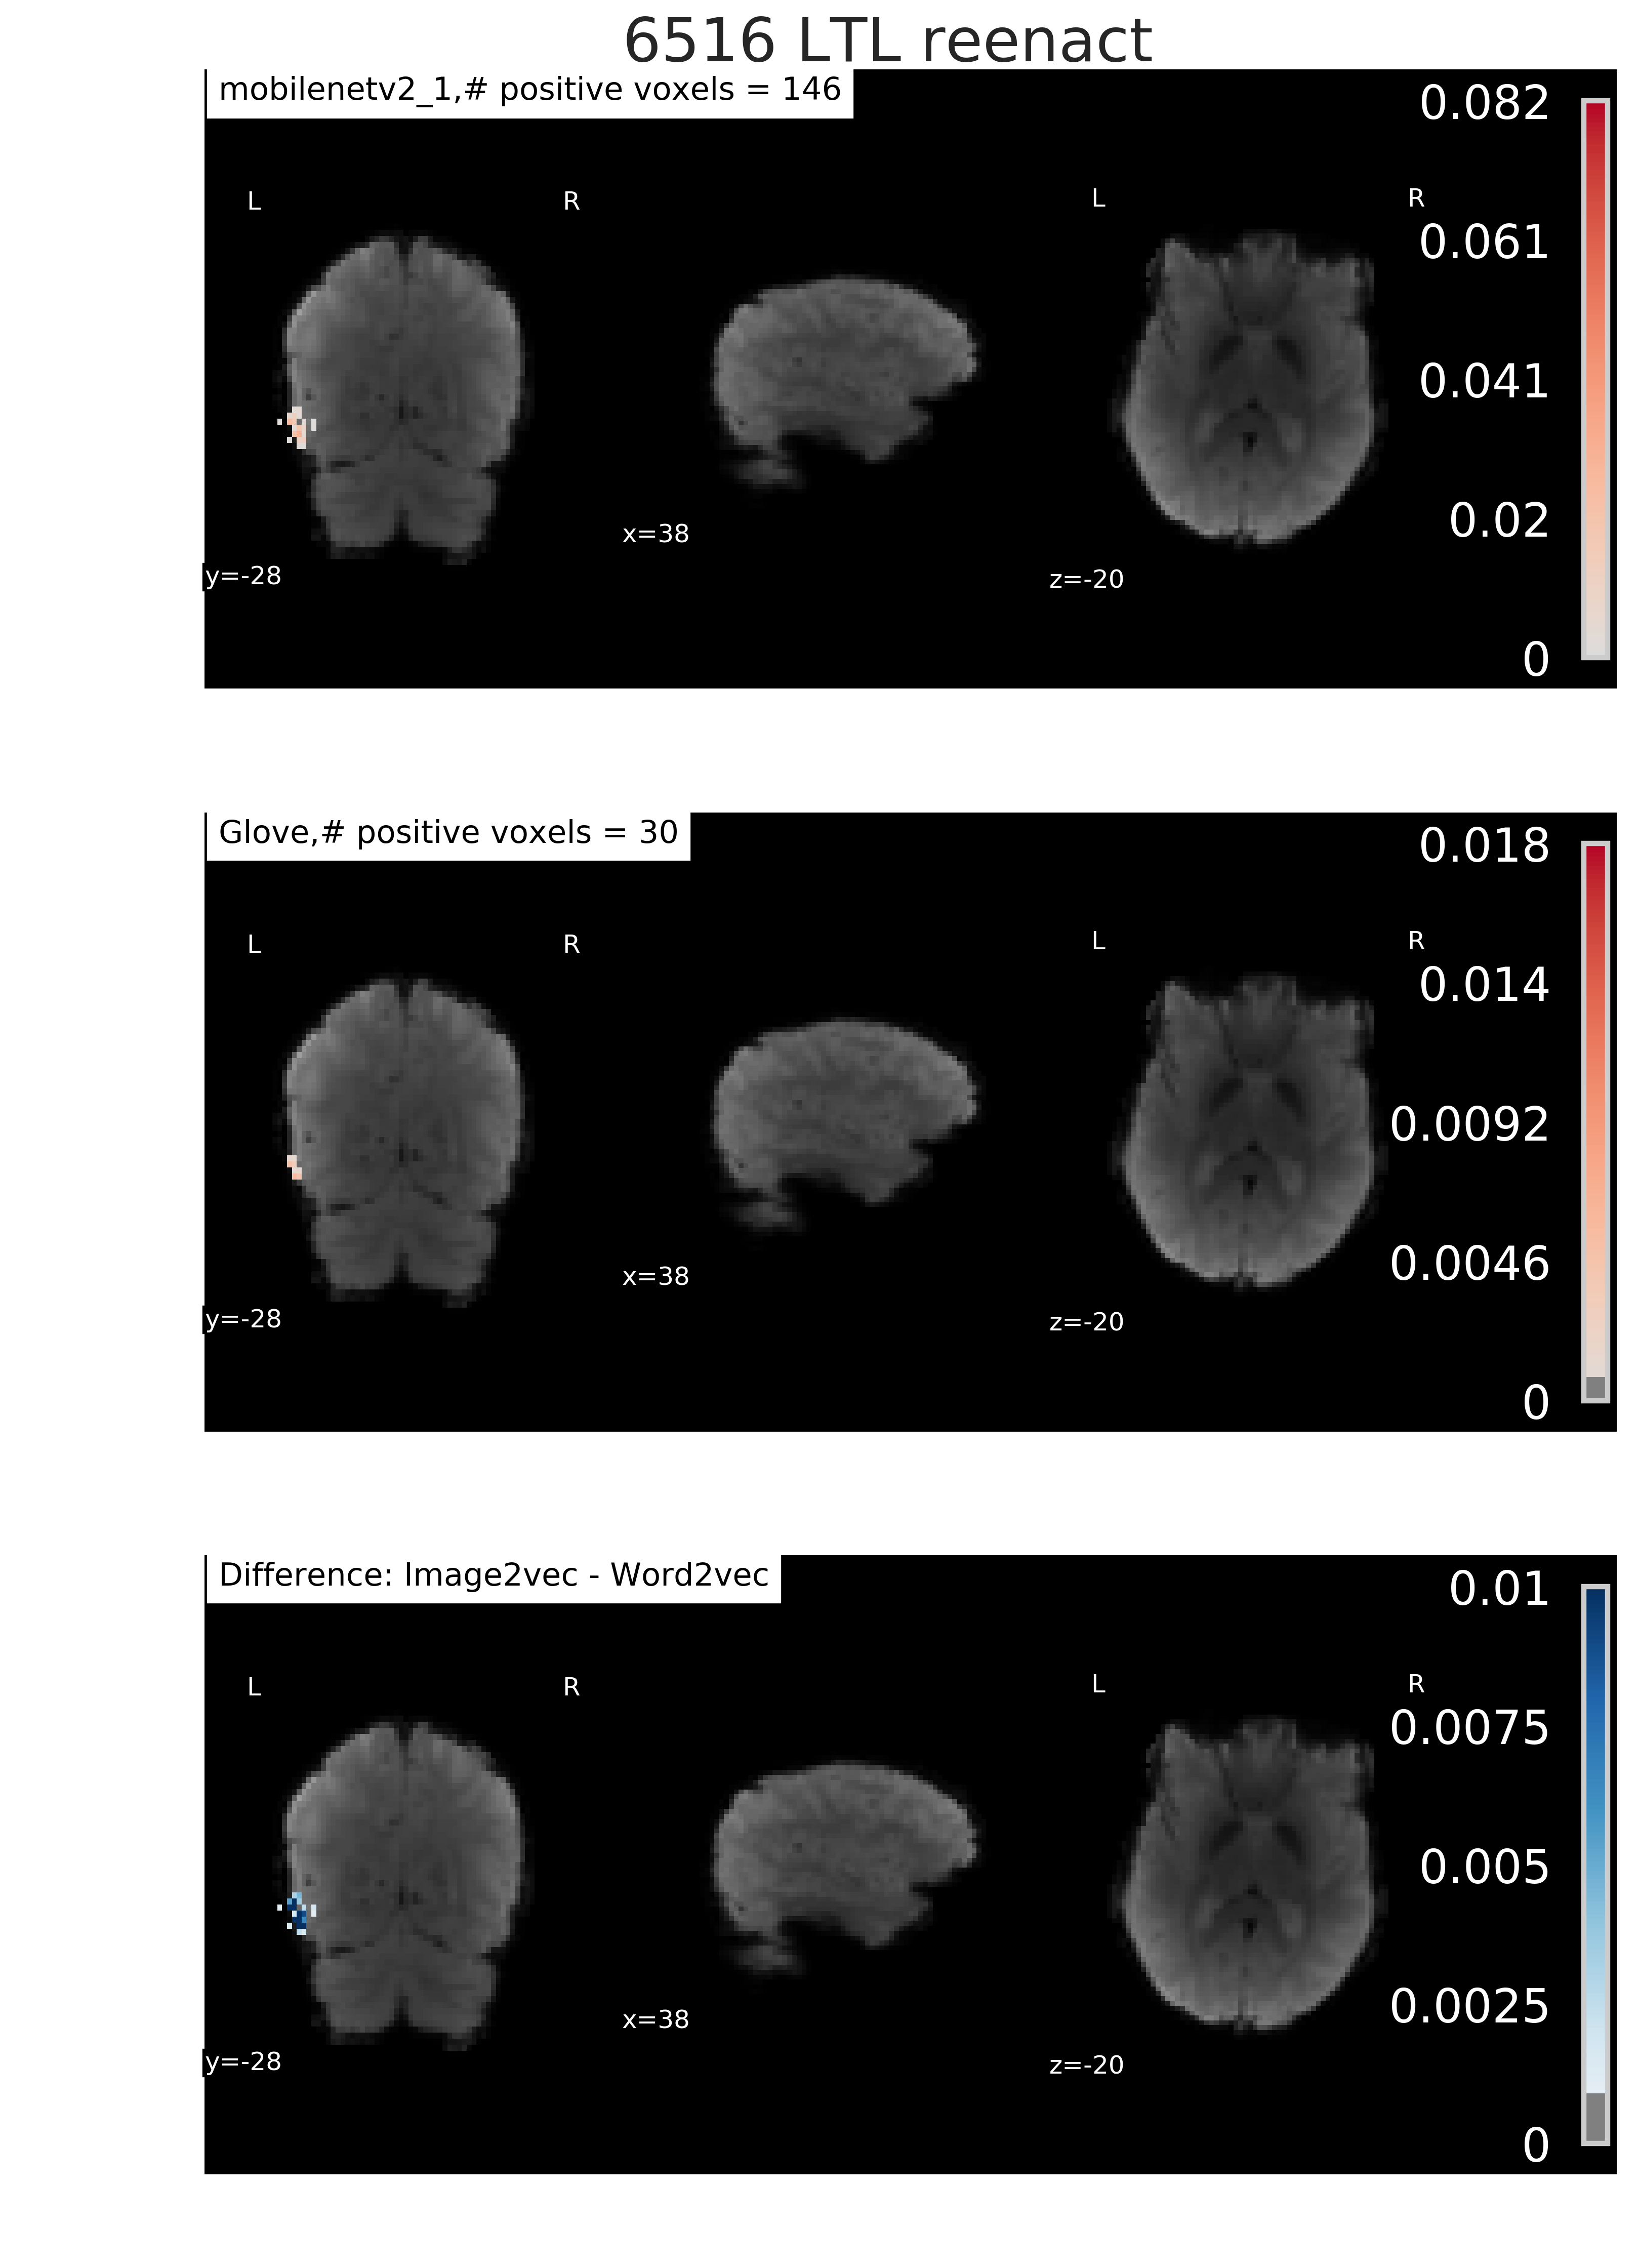 6516 LTL reenact
mobilenetv2_1,# positive voxels = 146
0.082
L
R
L
R
0.061
0.041
0.02
x=38
y=-28
z=-20
0
Glove,# positive voxels = 30
0.018
L
R
L
R
0.014
0.0092
0.0046
x=38
y=-28
z=-20
0
Difference: Image2vec - Word2vec
0.01
L
R
L
R
0.0075
0.005
0.0025
x=38
y=-28
z=-20
0